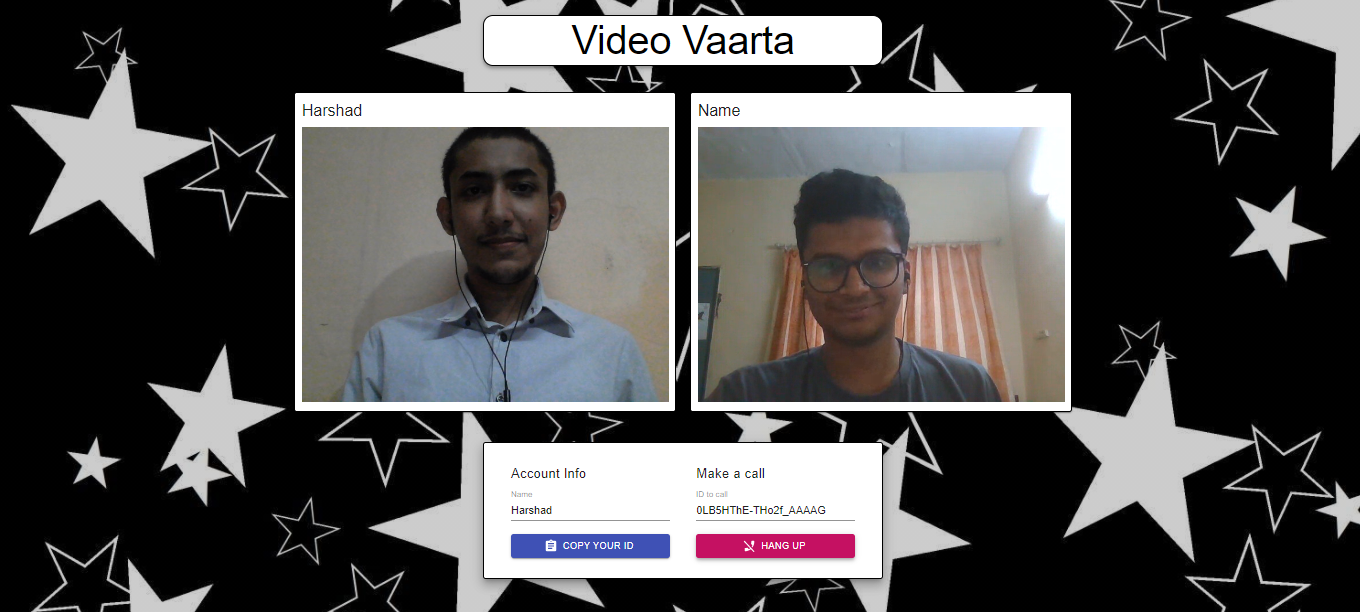 Video Vaarta
Harshad
Name
Account Info
Name
Harshad
COPY YOUR ID
Make a call
ID to call
0LB5HThE-THo2f_AAAAG
HANG UP